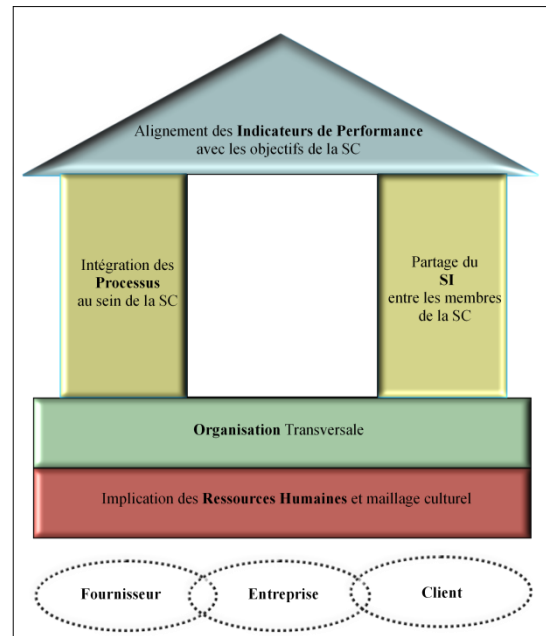 Alignement des Indicateurs de Performance
avec les objectifs de la SC
Intégration des
Processus
au sein de la SC
Partage du
SI
entre les membres
de la SC
Organisation Transversale
Implication des Ressources Humaines et maillage culturel
Fournisseur
Entreprise
Client